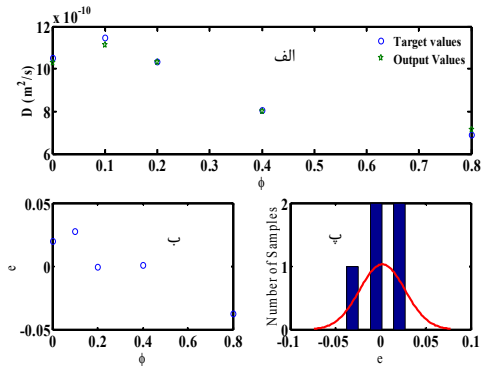 12 x 10-10
الف
Target values
Output Values
10
8
6
D (m2/s)
0 0.1 0.2 0.3 0.4 0.5 0.6 0.7 0.8
ϕ
0.05
0
-0.05
e
ب
0 0.2 0.4 0.6 0.8
ϕ
2
1
0
Number of Samples
پ
-0.1 -0.05 0 0.05 0.1
e